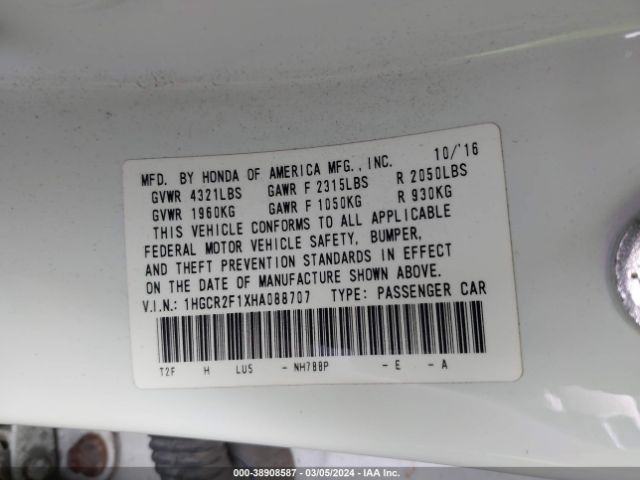 10/'16
MFD. BY HONDA OF AMERICA MFG., INC.
GVWR 4321LBS GAWR F 2315LBS R 2050LBS
GVWR 1960KG GAWR F 1050KG R 930KG
THIS VEHICLE CONFORMS TO ALL APPLICABLE
FEDERAL MOTOR VEHICLE SAFETY, BUMPER,
AND THEFT PREVENTION STANDARDS IN EFFECT
ON THE DATE OF MANUFACTURE SHOWN ABOVE.
V.I.N.: 1HGCR2F1XHA088707 TYPE: PASSENGER CAR
T2F H LUS - NH788P - E - A
000-38908587 / 03/05/2024 / IAA Inc.